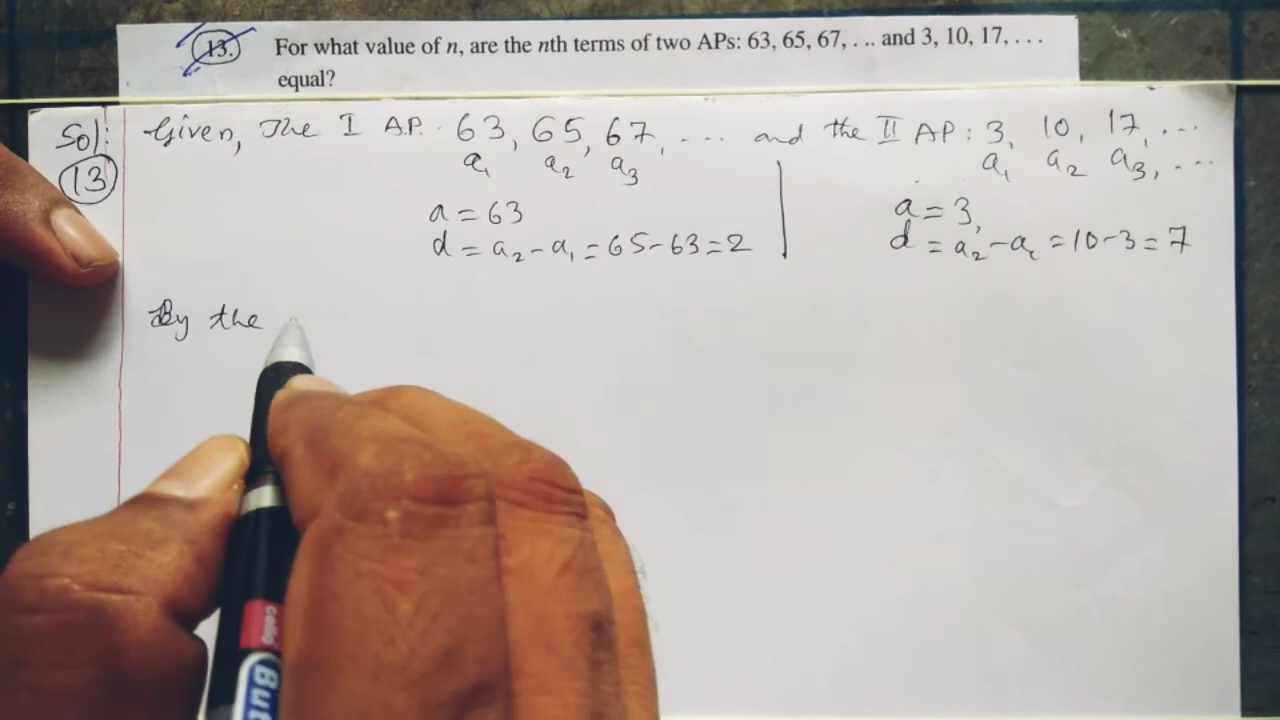 13. For what value of n, are the nth terms of two APs: 63, 65, 67, . . . and 3, 10, 17, . . .
equal?
Sol: Given, The I A.P. 63, 65, 67, .... and the II AP : 3, 10, 17, ...
(13) a₁ a₂ a₃ a₁ a₂ a₃, ...
a = 63 a = 3,
d = a₂ - a₁ = 65 - 63 = 2 d = a₂ - a₁ = 10 - 3 = 7
By the
cello
But